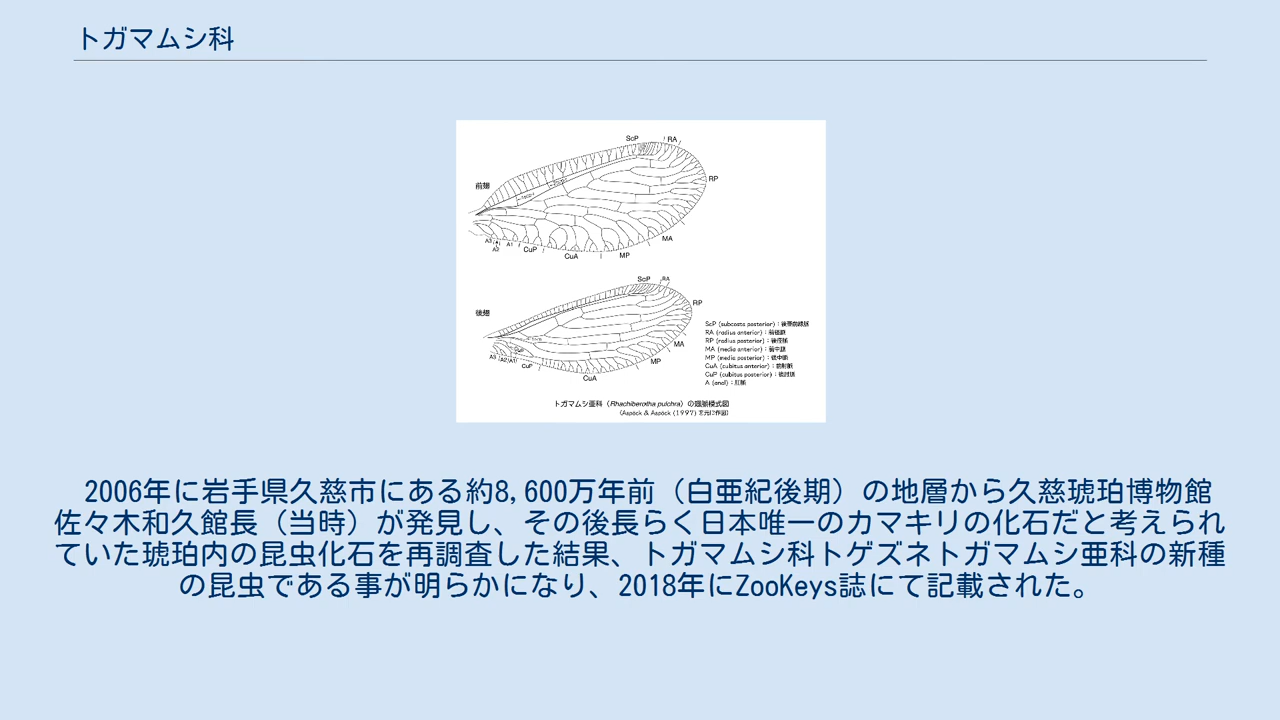 トガマムシ科
ScP
RA
RP
前翅
MA
A3
A2
A1
CuP
CuA
MP
ScP
RA
RP
後翅
MA
MP
A3
A2
A1
CuP
CuA
ScP (subcosta posterior) : 後亜前縁脈
RA (radius anterior) : 前径脈
RP (radius posterior) : 後径脈
MA (media anterior) : 前中脈
MP (media posterior) : 後中脈
CuA (cubitus anterior) : 前肘脈
CuP (cubitus posterior) : 後肘脈
A (anal) : 肛脈
トガマムシ亜科（Rhachiberotha pulchra）の翅脈模式図
(Aspöck & Aspöck (1997) を元に作図)
2006年に岩手県久慈市にある約8,600万年前（白亜紀後期）の地層から久慈琥珀博物館
佐々木和久館長（当時）が発見し、その後長らく日本唯一のカマキリの化石だと考えられ
ていた琥珀内の昆虫化石を再調査した結果、トガマムシ科トゲズネトガマムシ亜科の新種
の昆虫である事が明らかになり、2018年にZooKeys誌にて記載された。